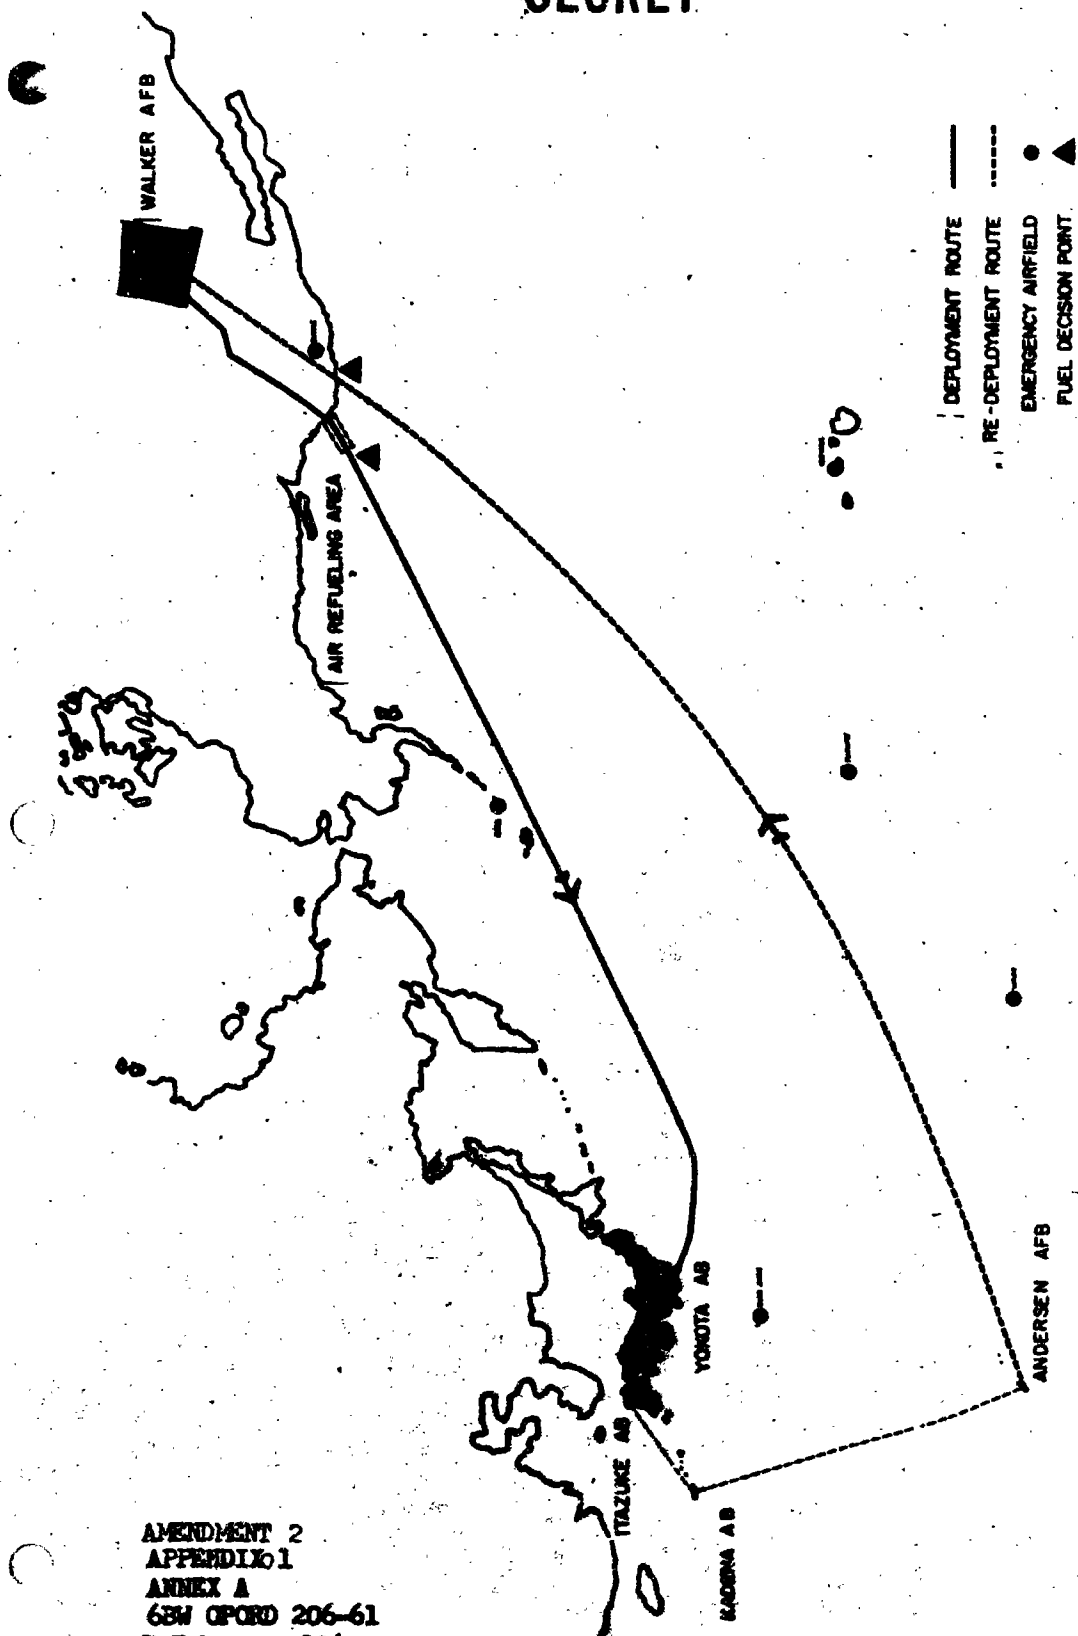 SECRET
WALKER AFB
AIR REFUELING AREA
DEPLOYMENT ROUTE
RE-DEPLOYMENT ROUTE
EMERGENCY AIRFIELD
FUEL DECISION POINT
YOKOTA AB
ITAZUKE AB
KADENA AB
ANDERSEN AFB
AMENDMENT 2
APPENDIX 1
ANNEX A
6BW OPORD 206-61